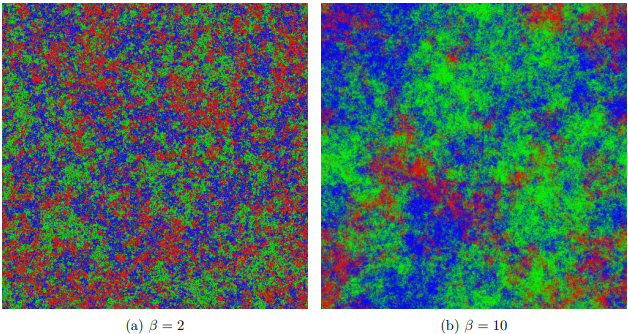 (a) β = 2
(b) β = 10